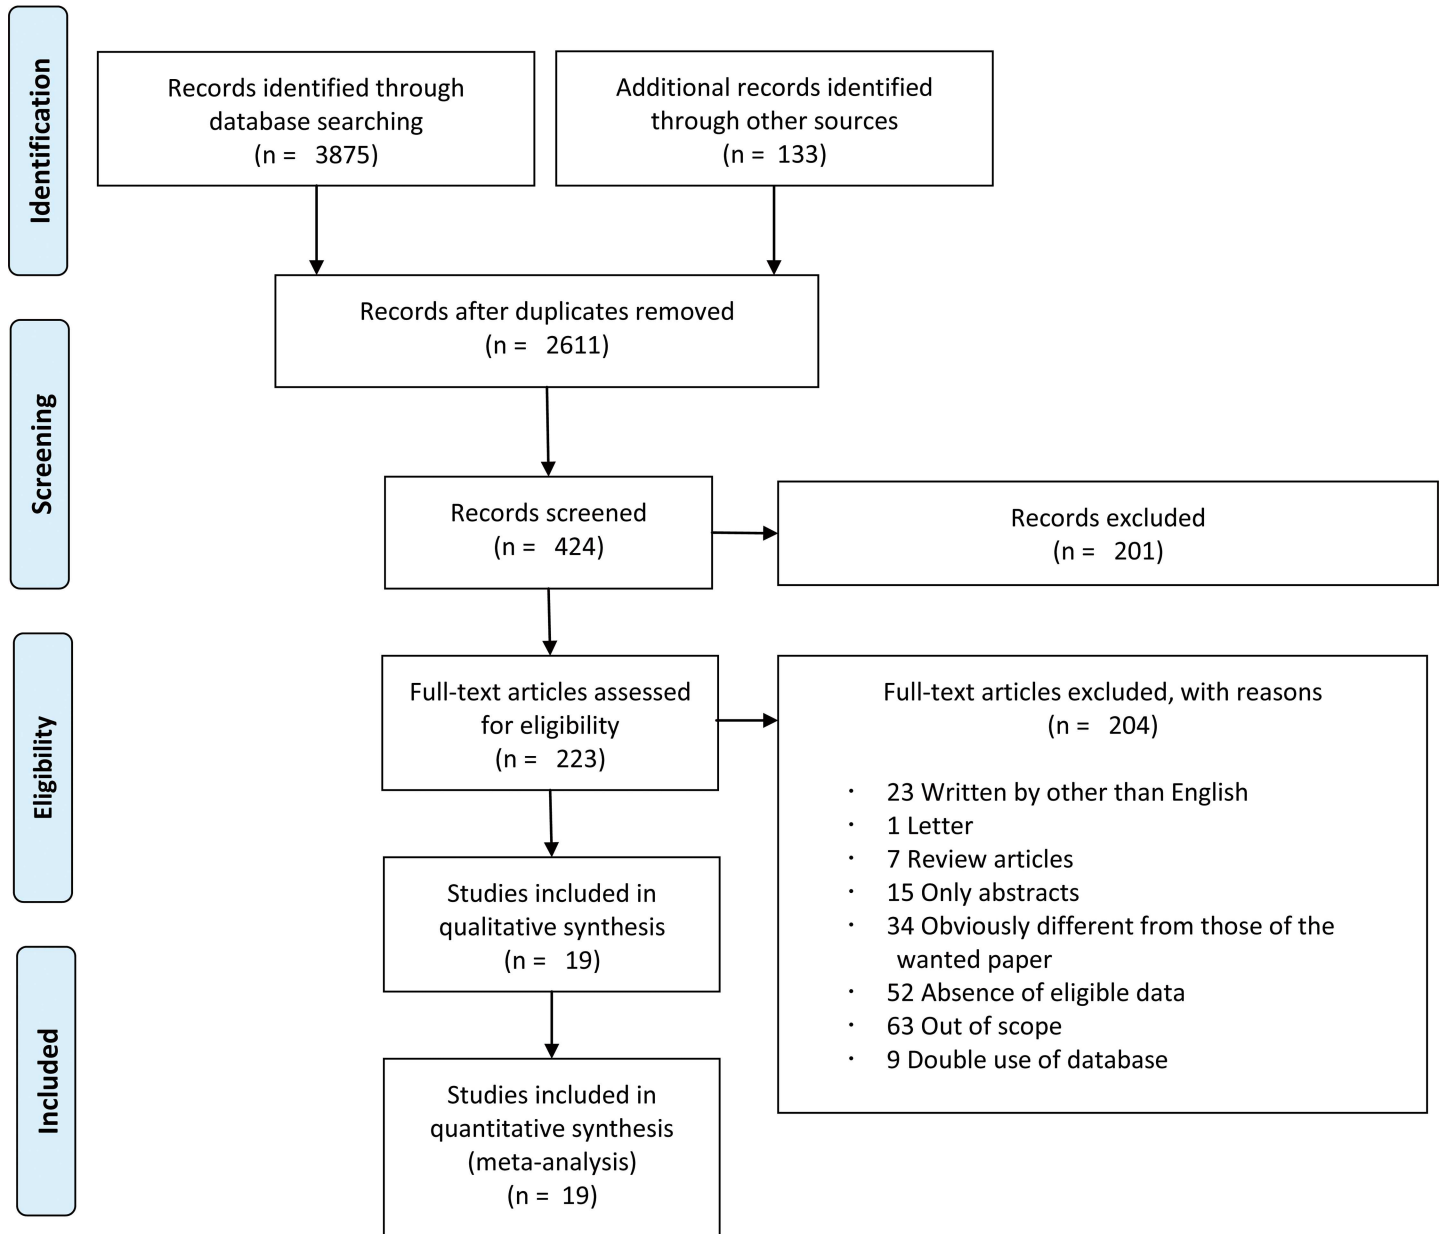 Identification
Records identified through
database searching
(n =   3875)
Additional records identified
through other sources
(n =  133)
Records after duplicates removed
(n =   2611)
Screening
Records screened
(n =   424)
Records excluded
(n =   201)
Eligibility
Full-text articles assessed
for eligibility
(n =   223)
Full-text articles excluded, with reasons
(n =   204)
· 23 Written by other than English
· 1 Letter
· 7 Review articles
· 15 Only abstracts
· 34 Obviously different from those of the
wanted paper
· 52 Absence of eligible data
· 63 Out of scope
· 9 Double use of database
Studies included in
qualitative synthesis
(n =   19)
Included
Studies included in
quantitative synthesis
(meta-analysis)
(n =  19)